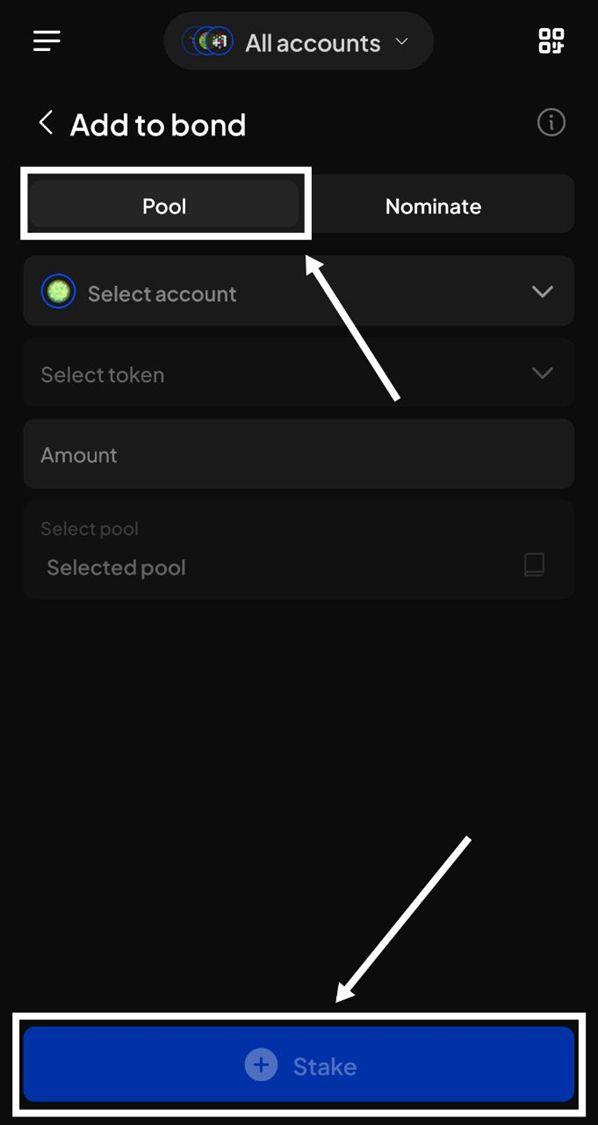 All accounts
Add to bond
Pool
Nominate
Select account
Select token
Amount
Select pool
Selected pool
Stake